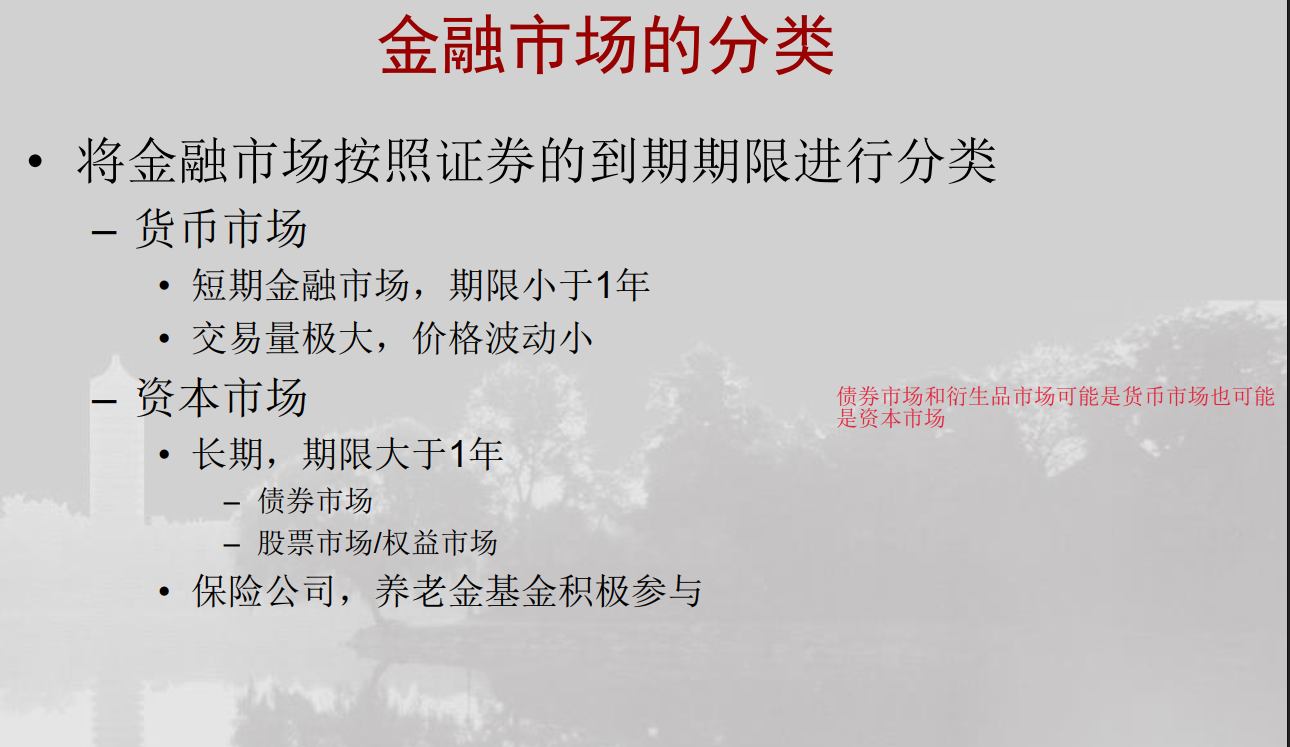 金融市场的分类
• 将金融市场按照证券的到期期限进行分类
– 货币市场
• 短期金融市场，期限小于1年
• 交易量极大，价格波动小
– 资本市场
• 长期，期限大于1年
– 债券市场
– 股票市场/权益市场
• 保险公司，养老金基金积极参与
债券市场和衍生品市场可能是货币市场也可能
是资本市场